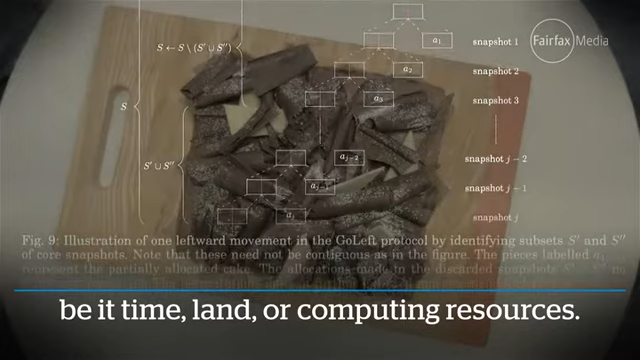 S ← S \ (S′ ∪ S″)
a₁
snapshot 1
Fairfax Media
a₂
snapshot 2
S
a₃
snapshot 3
S′ ∪ S″
aⱼ₋₂
snapshot j − 2
snapshot j − 1
snapshot j
Fig. 9: Illustration of one leftward movement in the GoLeft protocol by identifying subsets S′ and S″
of core snapshots. Note that these need not be contiguous as in the figure. The pieces labelled a₁
represent the partially allocated cake. The allocations made in the discarded snapshots S′
be it time, land, or computing resources.